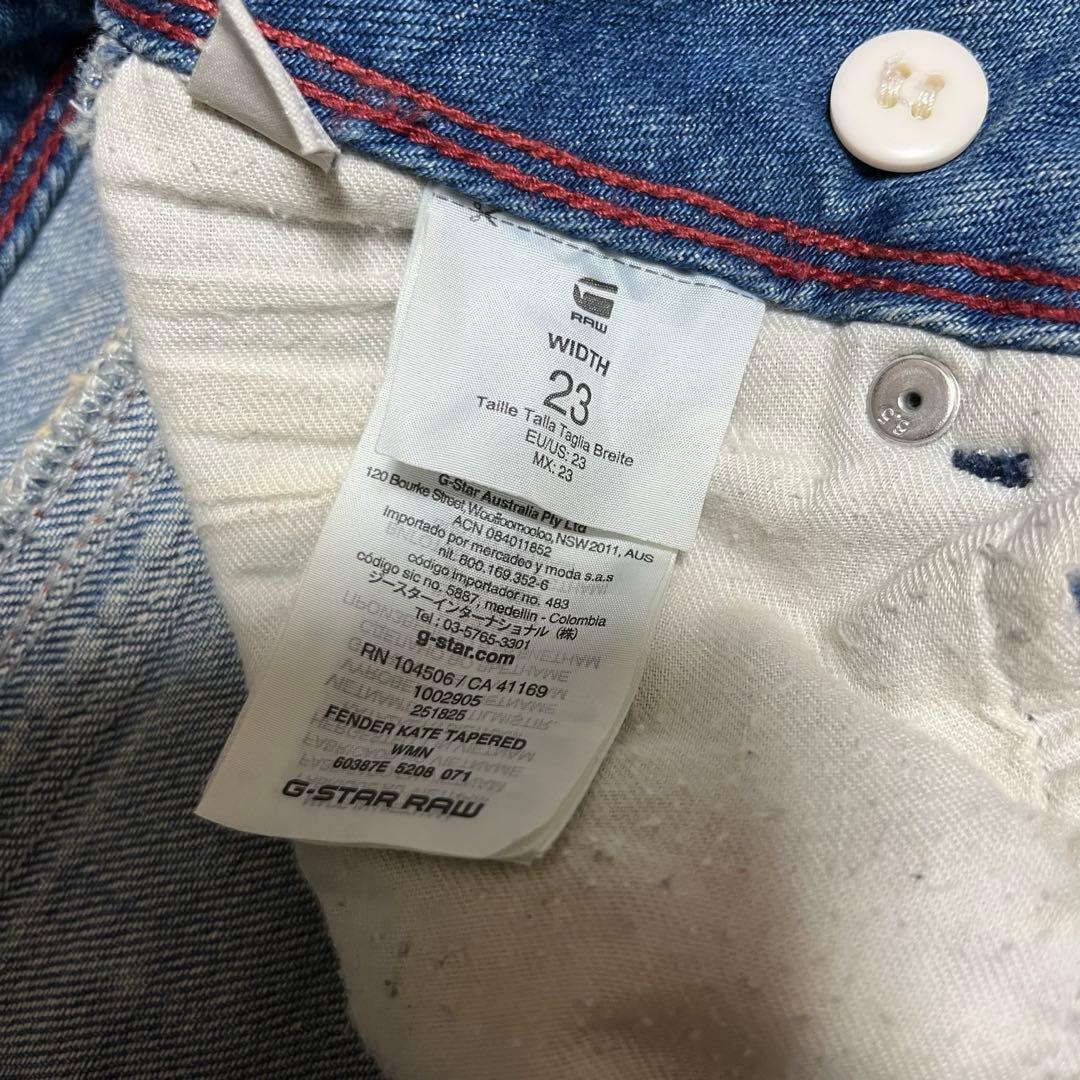 RAW
WIDTH
23
Taille Talla Taglia Breite
EU/US: 23
MX: 23
G-Star Australia Pty Ltd
120 Bourke Street, Woolloomooloo, NSW 2011, AUS
ACN 084011852
Importado por mercadeo y moda s.a.s
nit. 800.169.352-6
código importador no. 483
código sic no. 5887, medellin - Colombia
ジースターインターナショナル (株)
Tel : 03-5765-3301
g-star.com
RN 104506 / CA 41169
1002905
251825
FENDER KATE TAPERED
WMN
60387E 5208 071
G-STAR RAW